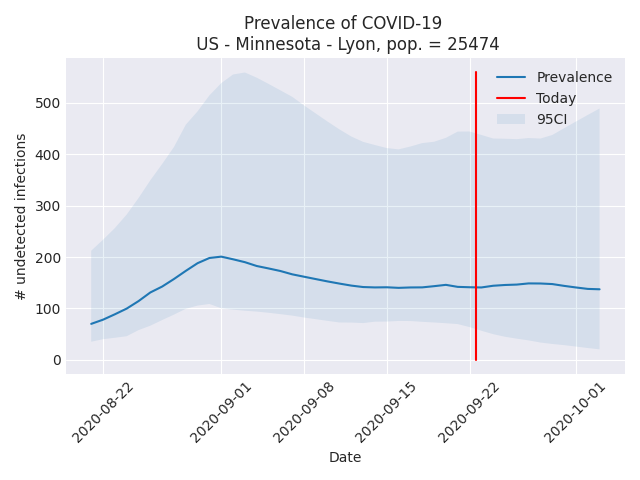 Prevalence of COVID-19
US - Minnesota - Lyon, pop. = 25474
Prevalence
Today
95CI
# undetected infections
500
400
300
200
100
0
2020-08-22
2020-09-01
2020-09-08
2020-09-15
2020-09-22
2020-10-01
Date